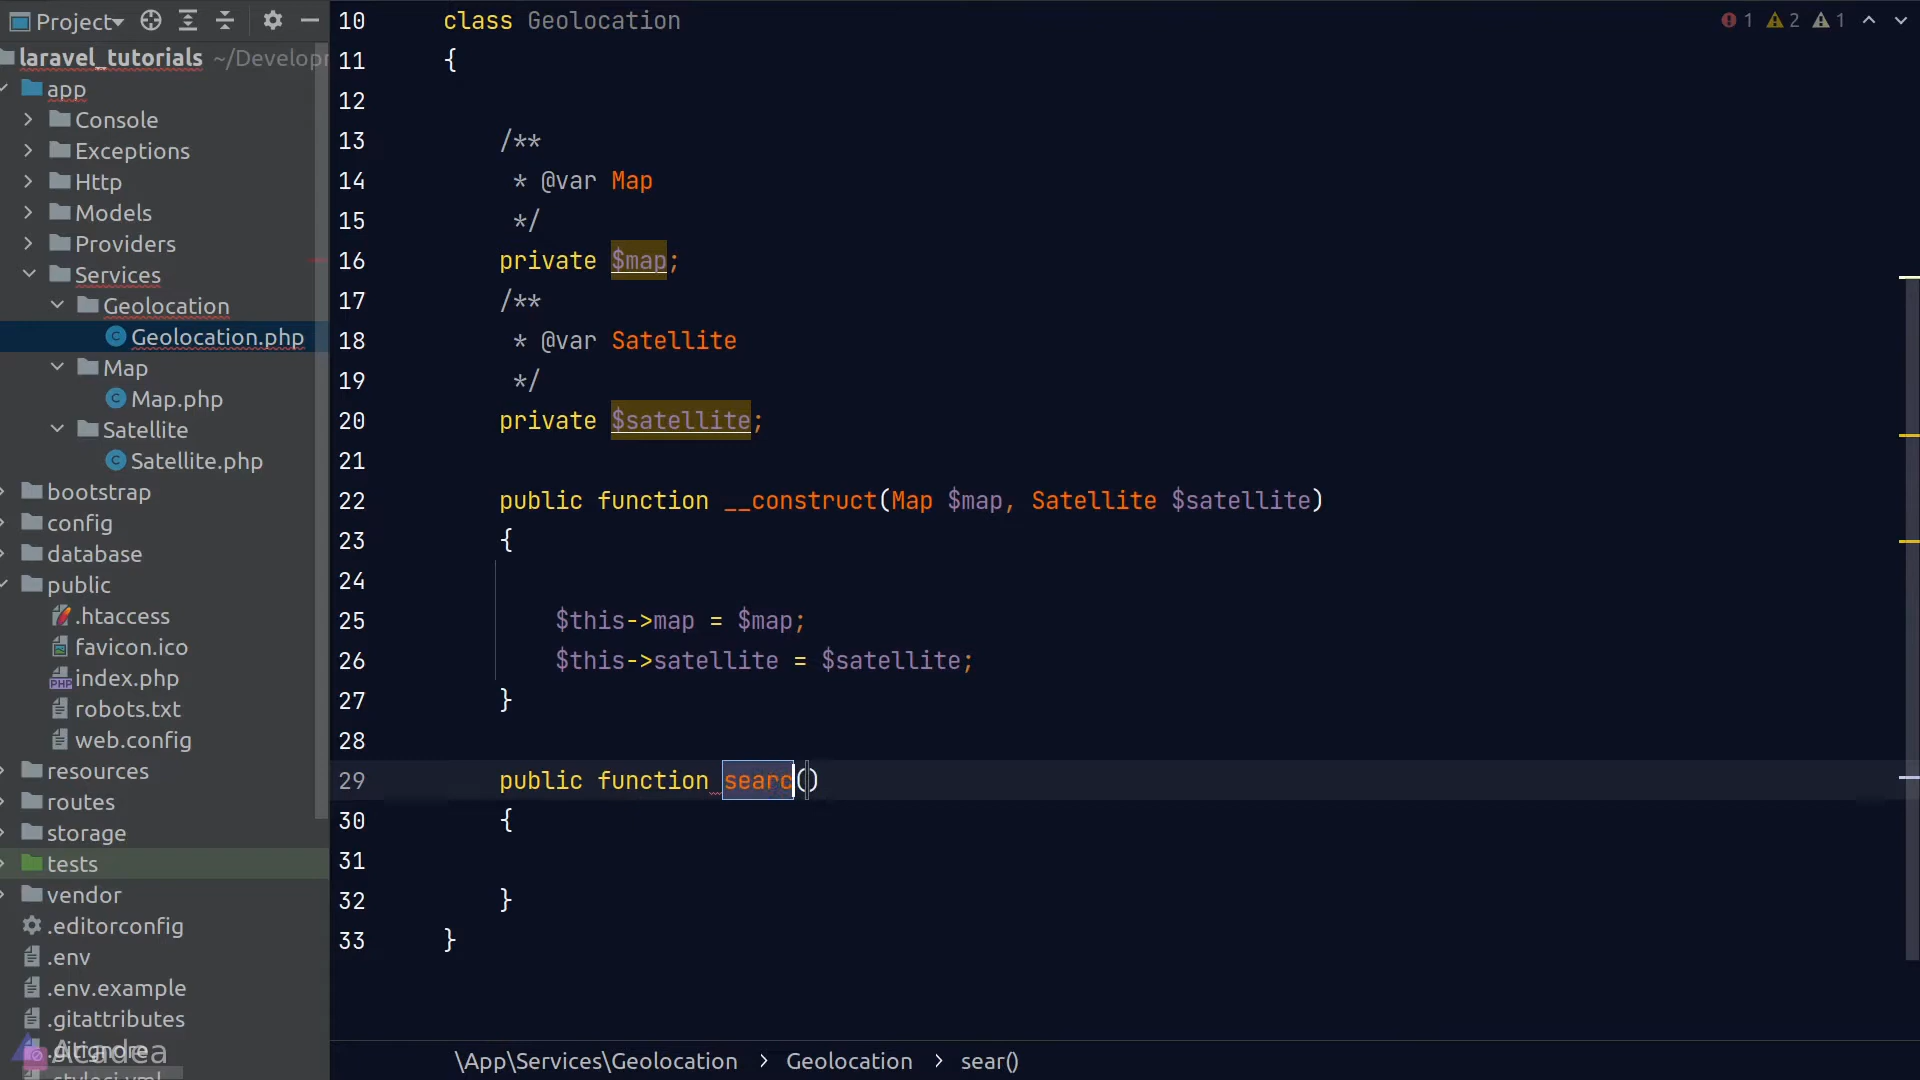 Project
laravel_tutorials ~/Develop
app
Console
Exceptions
Http
Models
Providers
Services
Geolocation
Geolocation.php
Map
Map.php
Satellite
Satellite.php
bootstrap
config
database
public
.htaccess
favicon.ico
index.php
robots.txt
web.config
resources
routes
storage
tests
vendor
.editorconfig
.env
.env.example
.gitattributes
.gitignore
Acadea
1 2 1
10 class Geolocation
11 {
12
13 /**
14 * @var Map
15 */
16 private $map;
17 /**
18 * @var Satellite
19 */
20 private $satellite;
21
22 public function __construct(Map $map, Satellite $satellite)
23 {
24
25 $this->map = $map;
26 $this->satellite = $satellite;
27 }
28
29 public function searc()
30 {
31
32 }
33 }
\App\Services\Geolocation > Geolocation > sear()